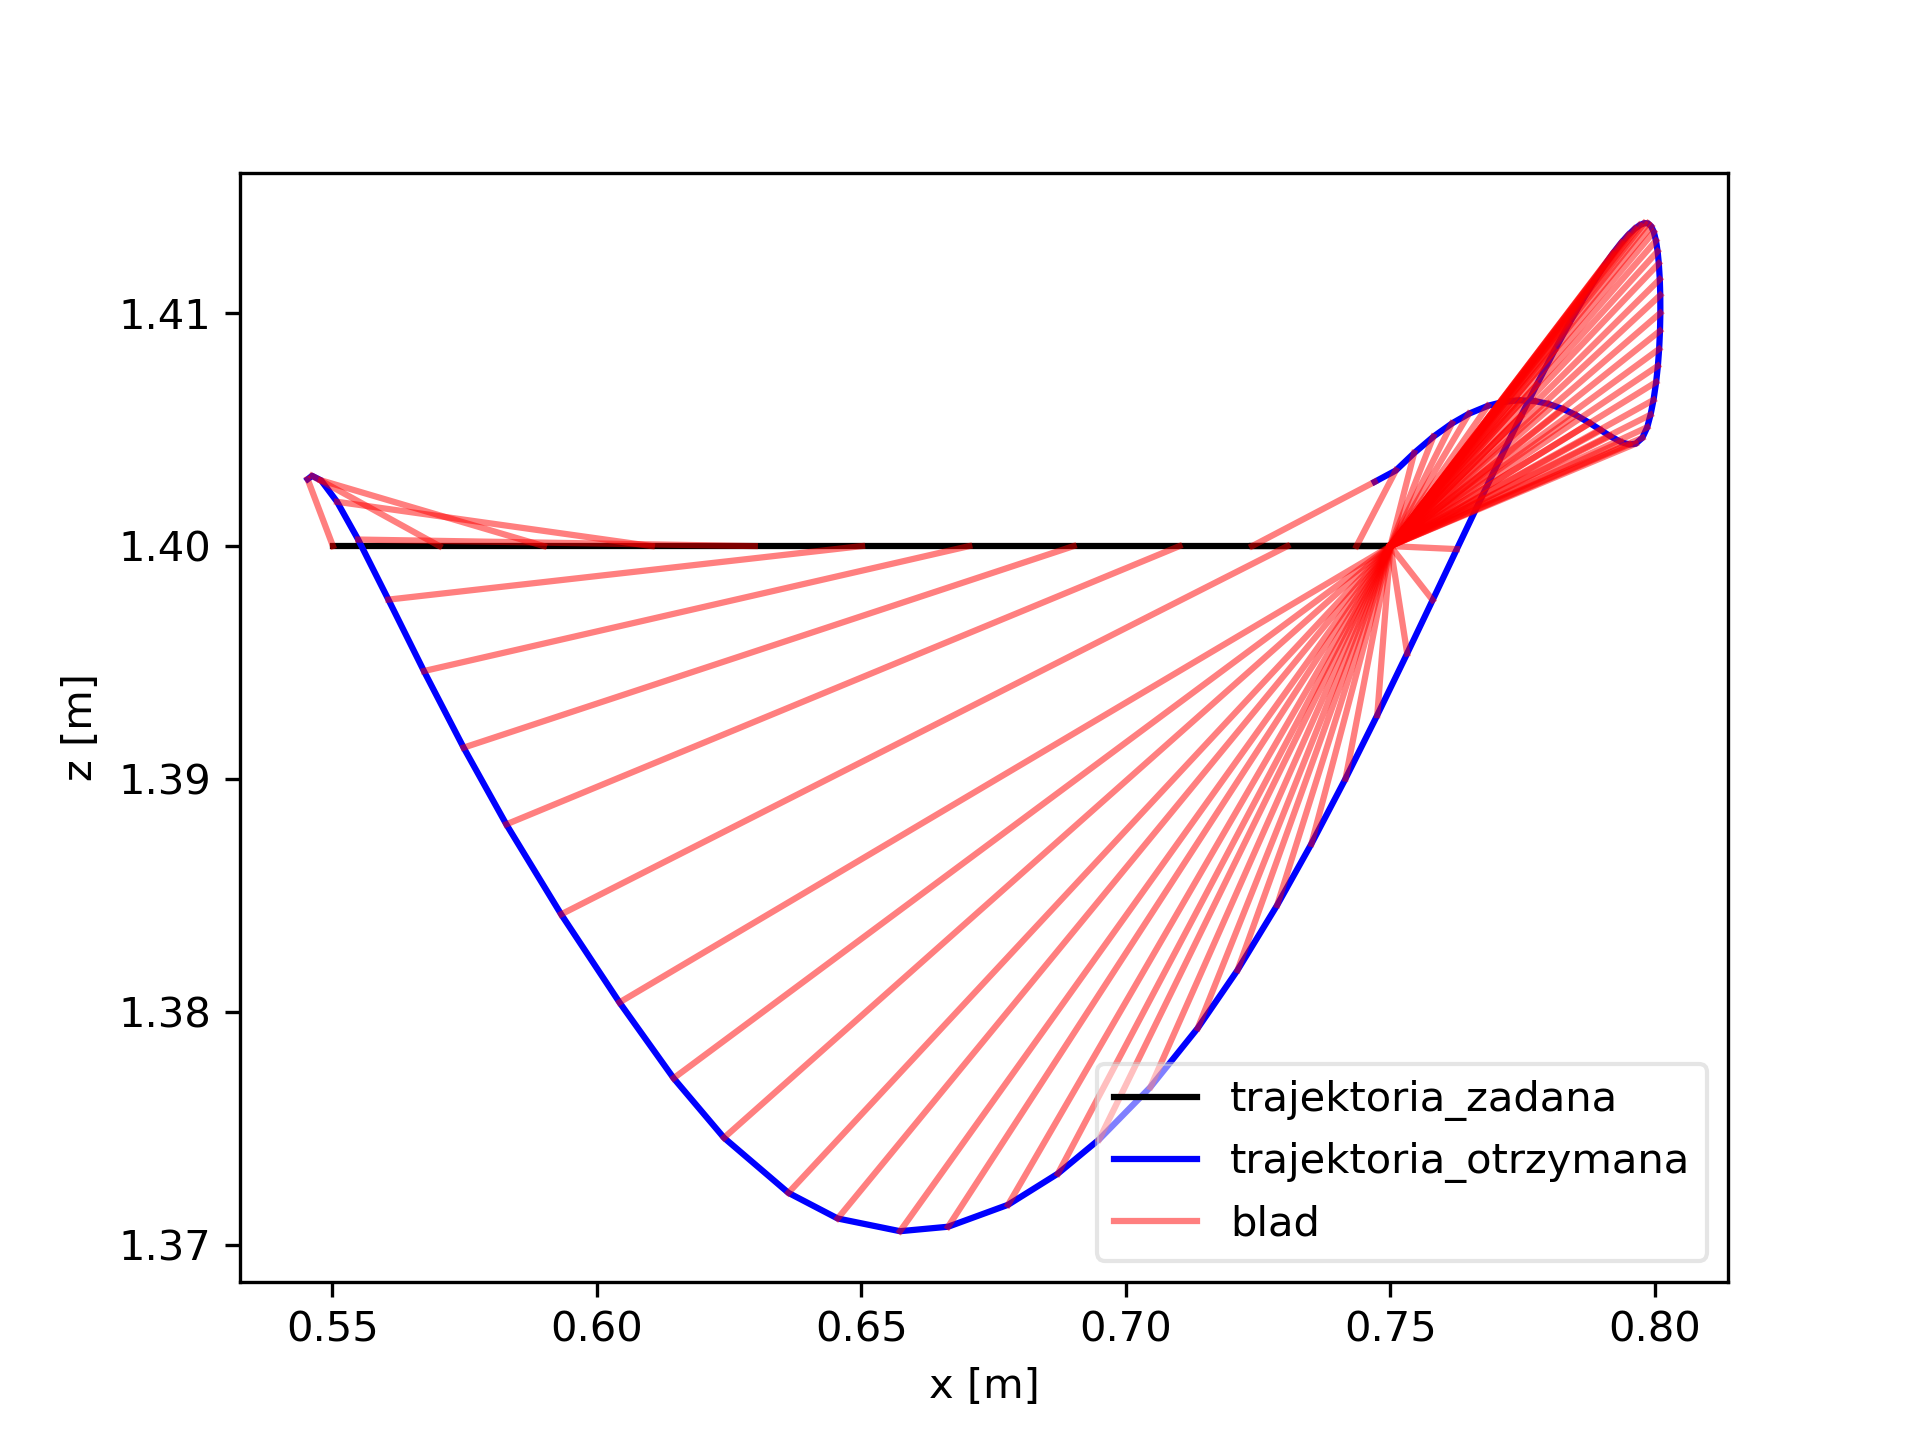 1.41
1.40
1.39
1.38
1.37
z [m]
0.55 0.60 0.65 0.70 0.75 0.80
x [m]
trajektoria_zadana
trajektoria_otrzymana
blad